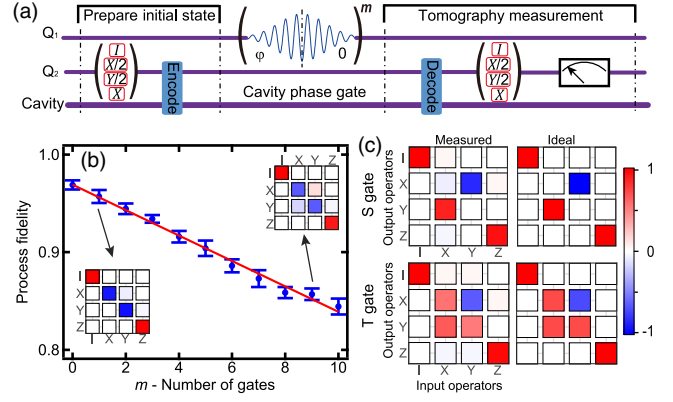 (a)
Prepare initial state
m
Tomography measurement
Q₁
φ
0
Q₂
I
X/2
Y/2
X
Encode
Decode
I
X/2
Y/2
X
Cavity
Cavity phase gate
(b)
Process fidelity
1.0
0.9
0.8
I X Y Z
I
X
Y
Z
I
X
Y
Z
I X Y Z
0 2 4 6 8 10
m - Number of gates
(c)
Measured Ideal
S gate
Output operators
I
X
Y
Z
I X Y Z
T gate
Output operators
I
X
Y
Z
I X Y Z
Input operators
1
0
-1